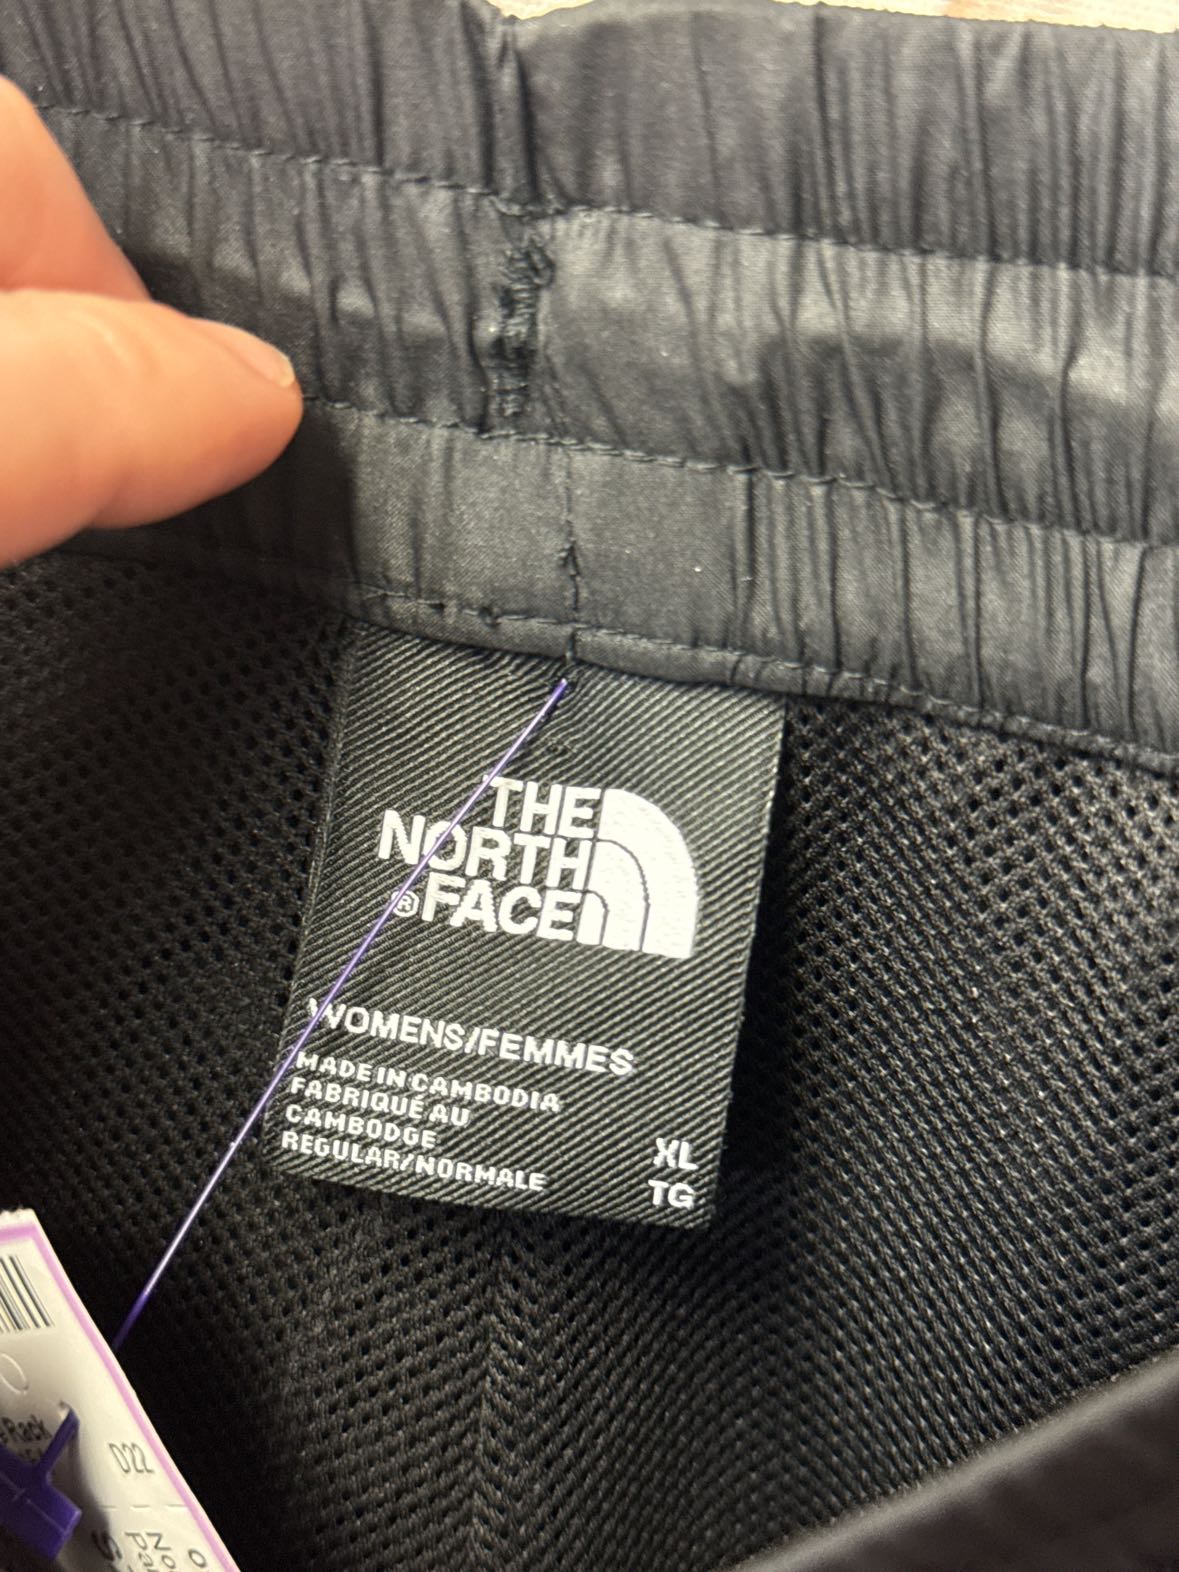 THE
NORTH
®FACE
WOMENS/FEMMES
MADE IN CAMBODIA
FABRIQUÉ AU
CAMBODGE
REGULAR/NORMALE
XL
TG
Rack
D22